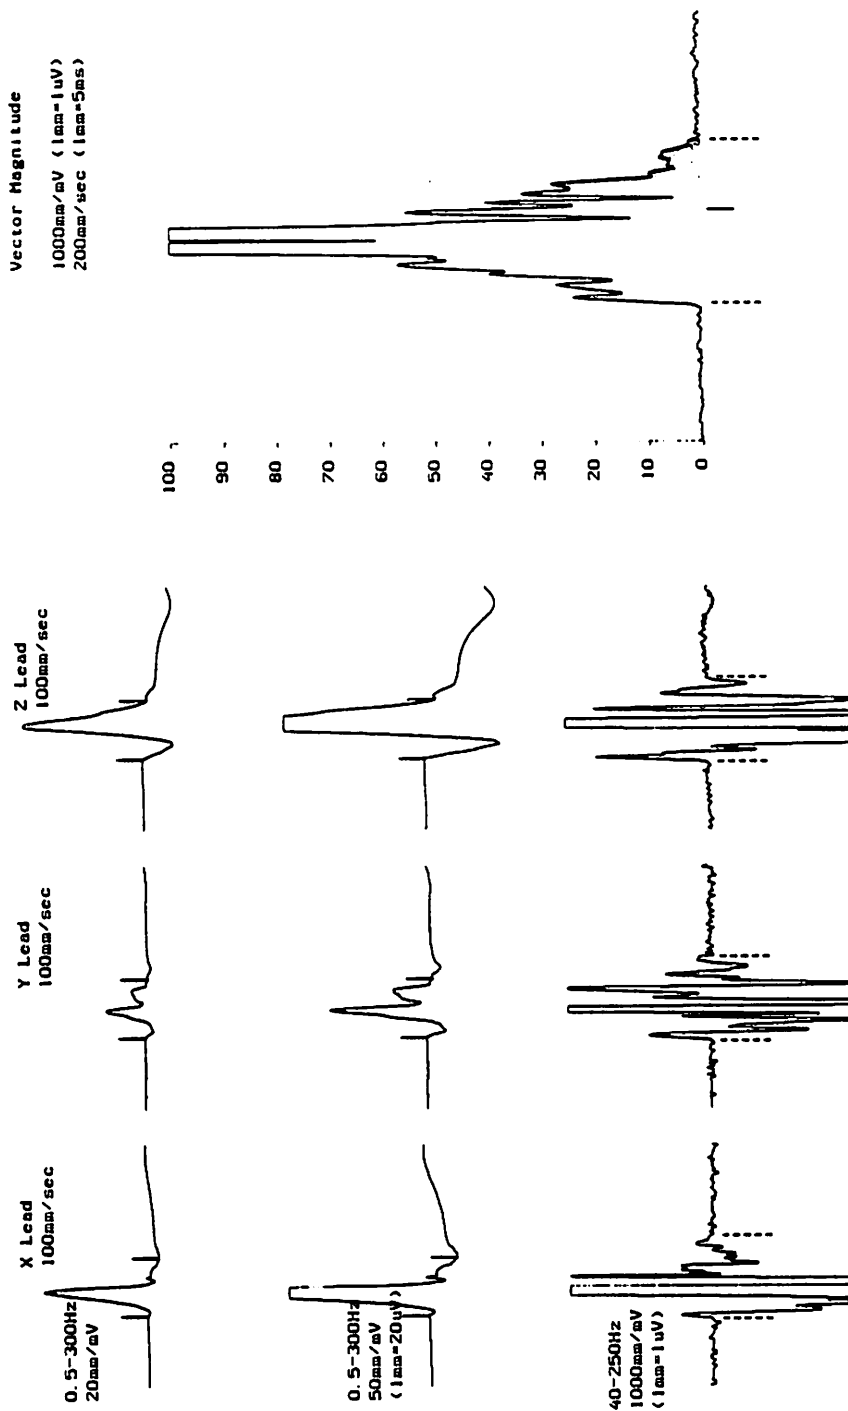 X Lead
100mm/sec
Y Lead
100mm/sec
Z Lead
100mm/sec
Vector Magnitude
1000mm/mV (1mm=1uV)
200mm/sec (1mm=5ms)
0.5-300Hz
20mm/mV
0.5-300Hz
50mm/mV
(1mm=20uV)
40-250Hz
1000mm/mV
(1mm=1uV)
100 -
90 -
80 -
70 -
60 -
50 -
40 -
30 -
20 -
10 -
0